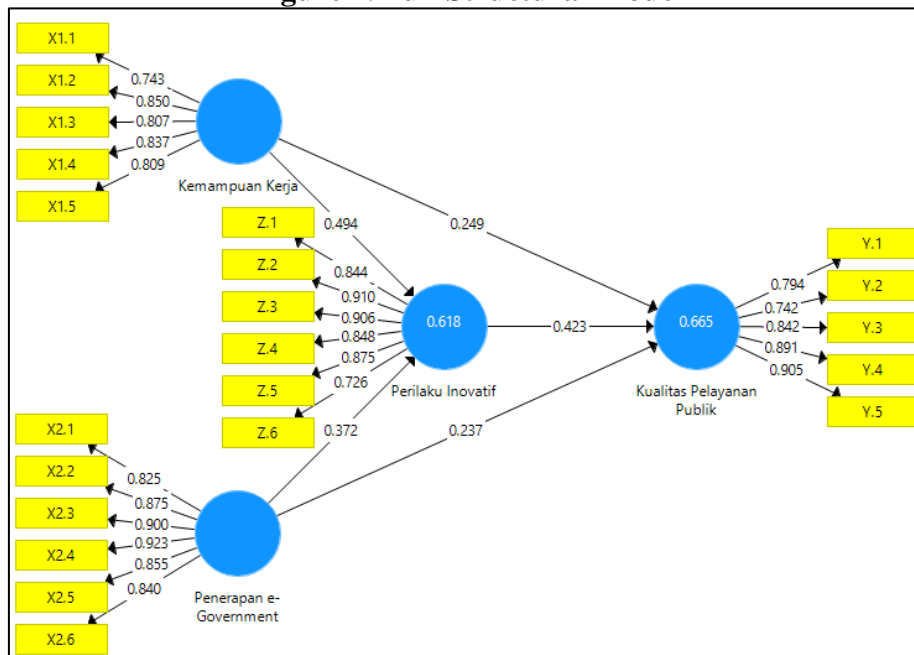 X1.1
X1.2
X1.3
X1.4
X1.5
0.743
0.850
0.807
0.837
0.809
Kemampuan Kerja
0.494
0.249
Z.1
Z.2
Z.3
Z.4
Z.5
Z.6
0.844
0.910
0.906
0.848
0.875
0.726
0.618
Perilaku Inovatif
0.423
0.665
Kualitas Pelayanan
Publik
0.794
0.742
0.842
0.891
0.905
Y.1
Y.2
Y.3
Y.4
Y.5
0.372
0.237
X2.1
X2.2
X2.3
X2.4
X2.5
X2.6
0.825
0.875
0.900
0.923
0.855
0.840
Penerapan e-
Government